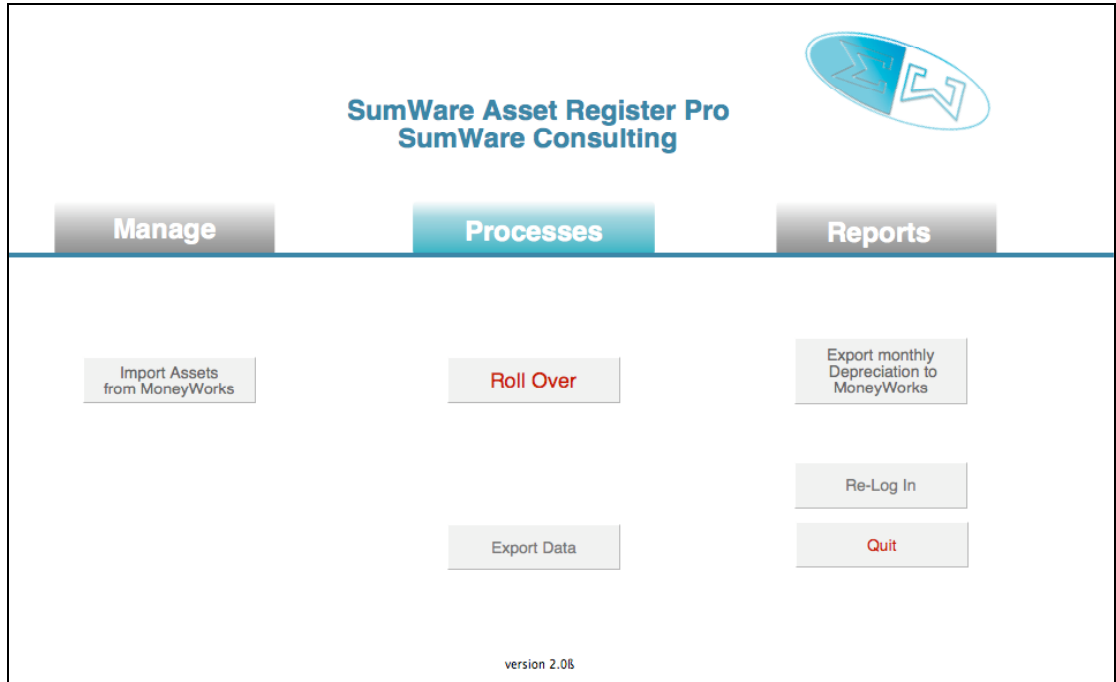 SumWare Asset Register Pro
SumWare Consulting
Manage
Processes
Reports
Import Assets
from MoneyWorks
Roll Over
Export monthly
Depreciation to
MoneyWorks
Re-Log In
Export Data
Quit
version 2.0ß